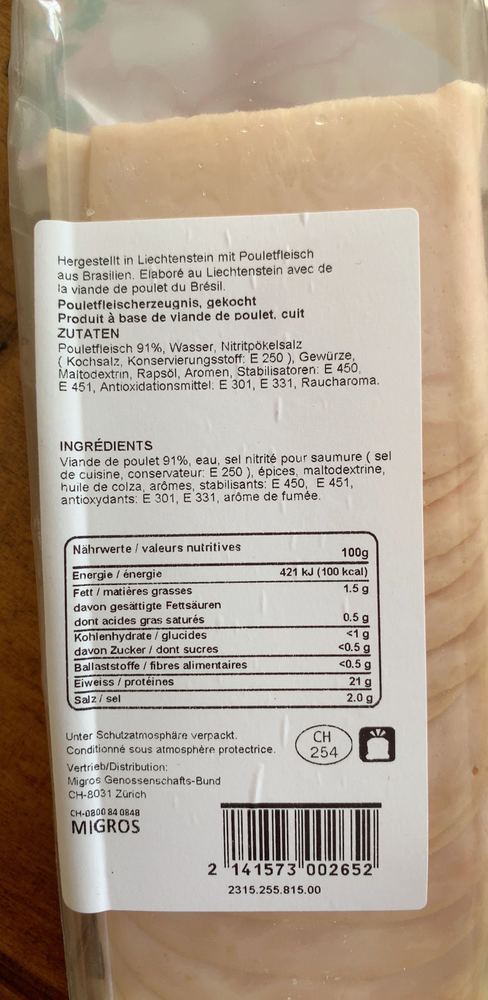 Hergestellt in Liechtenstein mit Pouletfleisch
aus Brasilien. Elaboré au Liechtenstein avec de
la viande de poulet du Brésil.
Pouletfleischerzeugnis, gekocht
Produit à base de viande de poulet, cuit
ZUTATEN
Pouletfleisch 91%, Wasser, Nitritpökelsalz
( Kochsalz, Konservierungsstoff: E 250 ), Gewürze,
Maltodextrin, Rapsöl, Aromen, Stabilisatoren: E 450,
E 451, Antioxidationsmittel: E 301, E 331, Raucharoma.
INGRÉDIENTS
Viande de poulet 91%, eau, sel nitrité pour saumure ( sel
de cuisine, conservateur: E 250 ), épices, maltodextrine,
huile de colza, arômes, stabilisants: E 450, E 451,
antioxydants: E 301, E 331, arôme de fumée.
Nährwerte / valeurs nutritives 100g
Energie / énergie 421 kJ (100 kcal)
Fett / matières grasses 1.5 g
davon gesättigte Fettsäuren
dont acides gras saturés 0.5 g
Kohlenhydrate / glucides <1 g
davon Zucker / dont sucres <0.5 g
Ballaststoffe / fibres alimentaires <0.5 g
Eiweiss / protéines 21 g
Salz / sel 2.0 g
Unter Schutzatmosphäre verpackt.
Conditionné sous atmosphère protectrice.
CH
254
Vertrieb/Distribution:
Migros Genossenschafts-Bund
CH-8031 Zürich
CH-0800 84 0848
MIGROS
2 141573 002652
2315.255.815.00